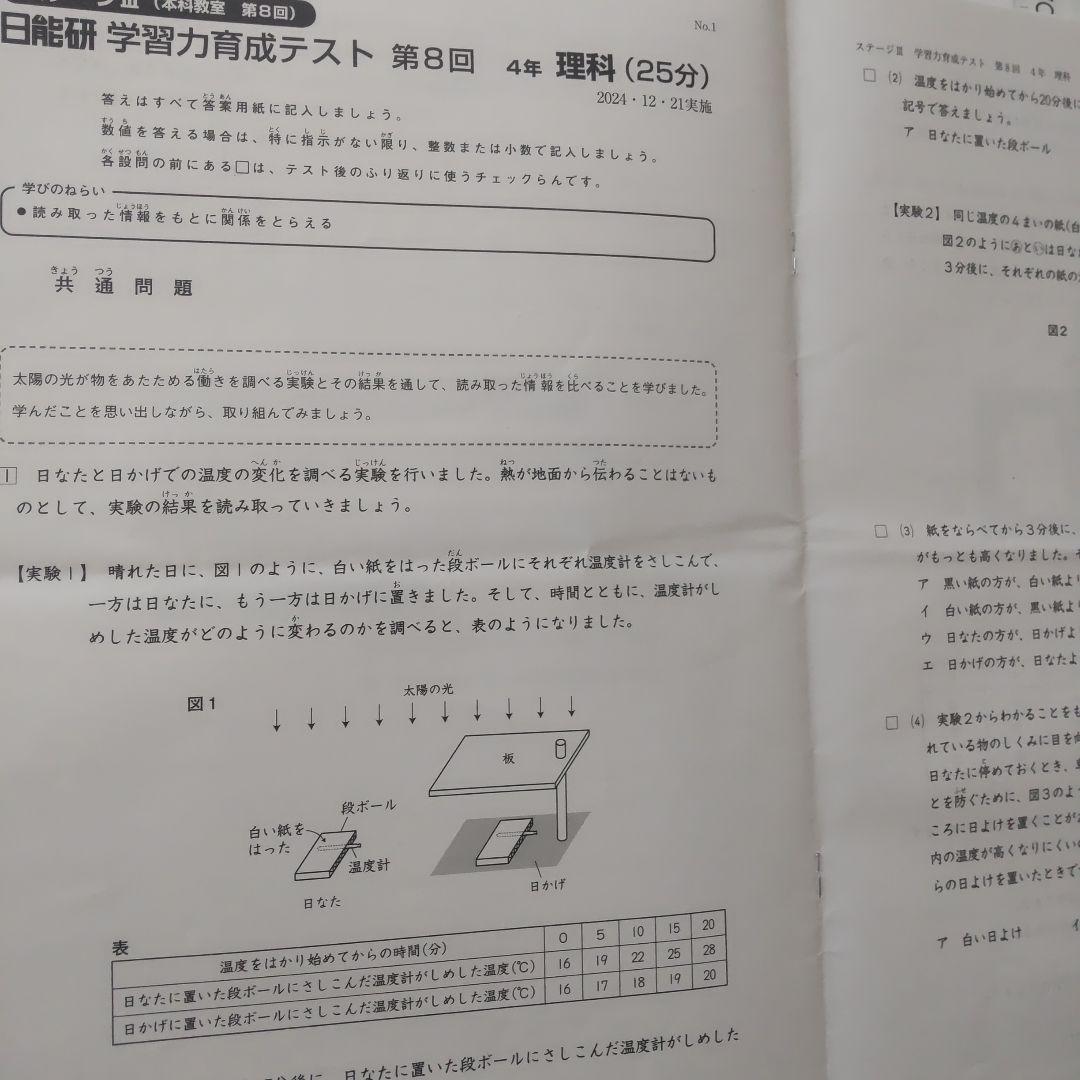 (本科教室 第8回)
No.1
日能研 学習力育成テスト 第8回 4年 理科(25分)
2024・12・21実施
答えはすべて答案用紙に記入しましょう。
数値を答える場合は、特に指示がない限り、整数または小数で記入しましょう。
各設問の前にある□は、テスト後のふり返りに使うチェックらんです。
学びのねらい
●読み取った情報をもとに関係をとらえる
共通問題
太陽の光が物をあたためる働きを調べる実験とその結果を通して、読み取った情報を比べることを学びました。
学んだことを思い出しながら、取り組んでみましょう。
1 日なたと日かげでの温度の変化を調べる実験を行いました。熱が地面から伝わることはないも
のとして、実験の結果を読み取っていきましょう。
【実験1】 晴れた日に、図1のように、白い紙をはった段ボールにそれぞれ温度計をさしこんで、
一方は日なたに、もう一方は日かげに置きました。そして、時間とともに、温度計がし
めした温度がどのように変わるのかを調べると、表のようになりました。
図1
太陽の光
板
段ボール
白い紙を
はった
温度計
日なた
日かげ
表
温度をはかり始めてからの時間(分) 0 5 10 15 20
日なたに置いた段ボールにさしこんだ温度計がしめした温度(℃) 16 19 22 25 28
日かげに置いた段ボールにさしこんだ温度計がしめした温度(℃) 16 17 18 19 20
分後に、日なたに置いた段ボールにさしこんだ温度計がしめした
ステージⅢ 学習力育成テスト 第8回 4年 理科
□ (2) 温度をはかり始めてから20分後に
記号で答えましょう。
ア 日なたに置いた段ボール
【実験2】 同じ温度の4まいの紙(白
図2のようにあといは日な
3分後に、それぞれの紙の
図2
□ (3) 紙をならべてから3分後に、
がもっとも高くなりました。
ア 黒い紙の方が、白い紙よ
イ 白い紙の方が、黒い紙よ
ウ 日なたの方が、日かげよ
エ 日かげの方が、日なたよ
□ (4) 実験2からわかることをも
れている物のしくみに目を向
日なたに停めておくとき、
とを防ぐために、図3のよう
ころに日よけを置くことが
内の温度が高くなりにくい
らの日よけを置いたときで
ア 白い日よけ